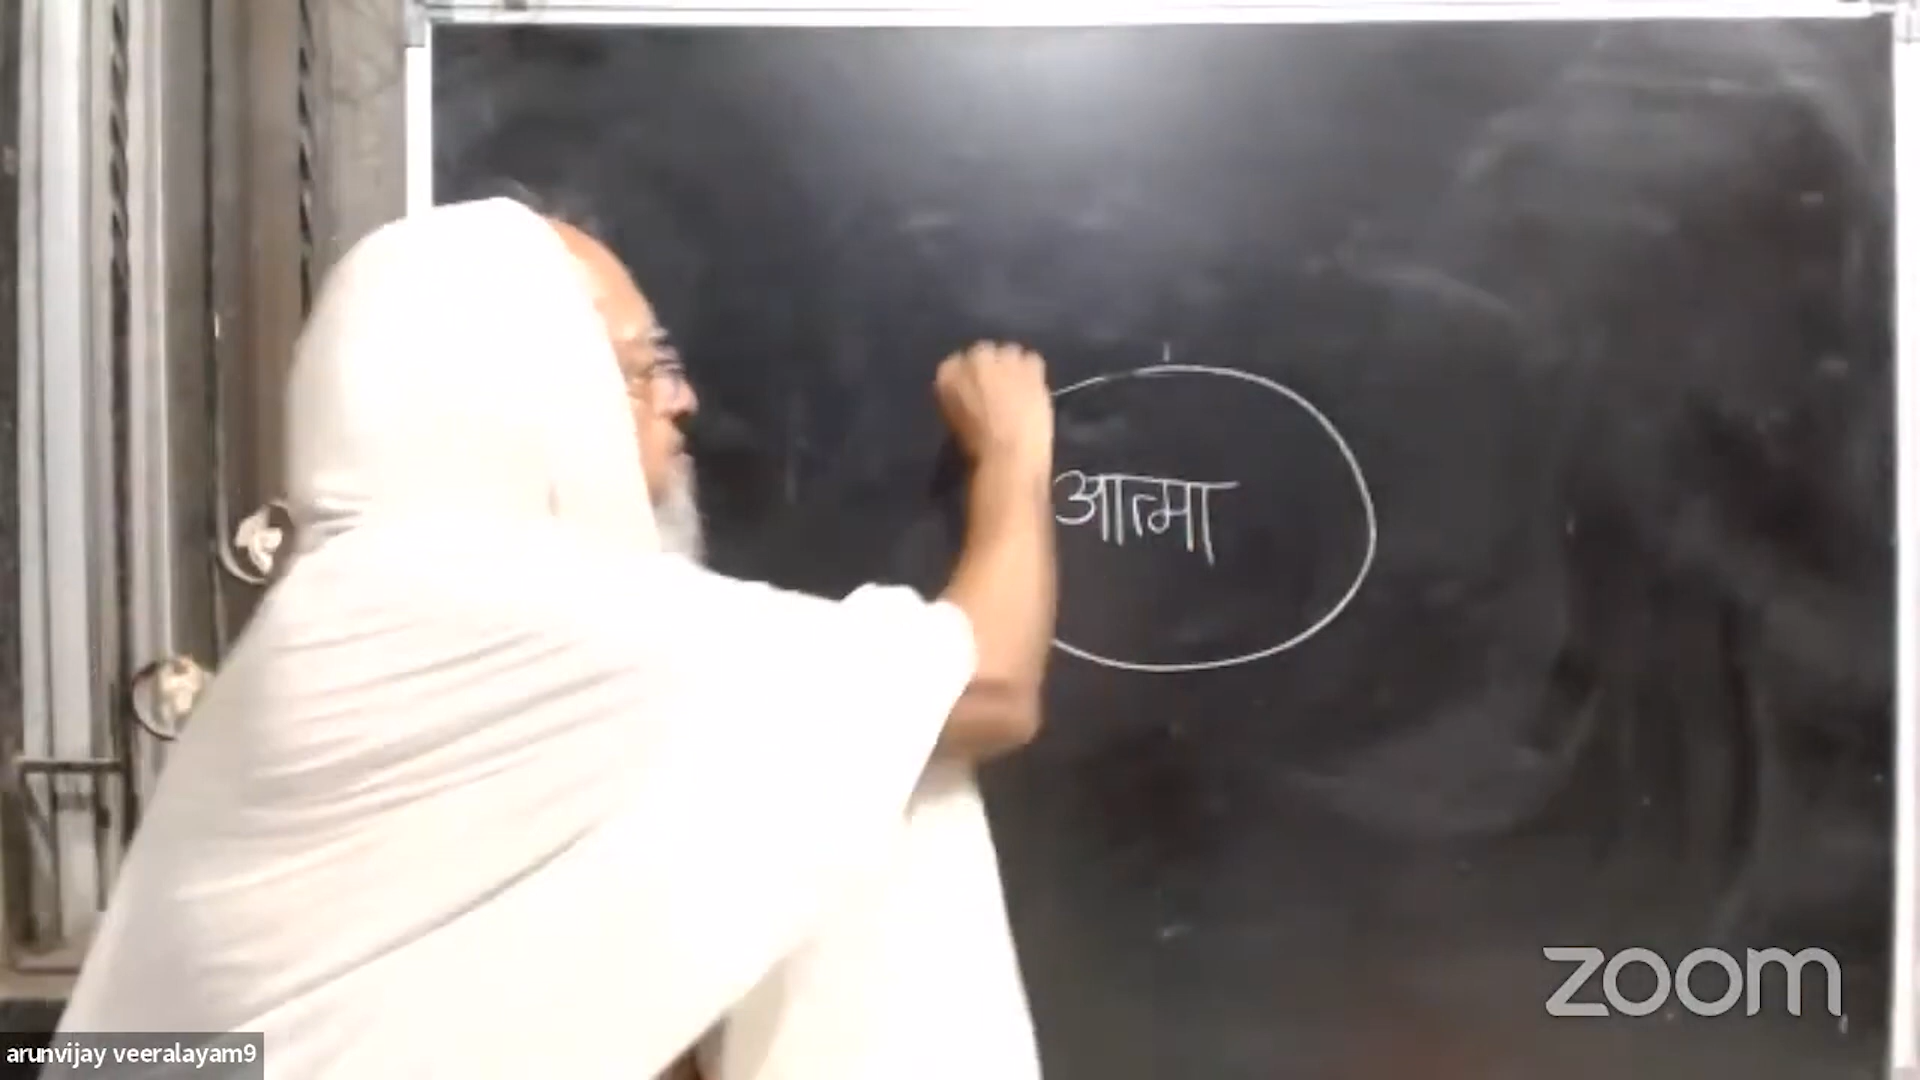 आत्मा
zoom
arunvijay veeralayam9